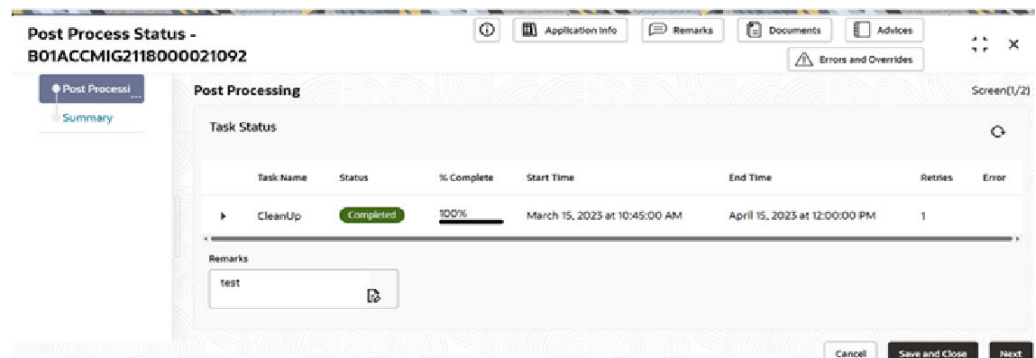 Post Process Status -
B01ACCMIG2118000021092
Application Info
Remarks
Documents
Advices
Errors and Overrides
Post Processi...
Summary
Post Processing
Screen(1/2)
Task Status
Task Name Status % Complete Start Time End Time Retries Error
CleanUp Completed 100% March 15, 2023 at 10:45:00 AM April 15, 2023 at 12:00:00 PM 1
Remarks
test
Cancel Save and Close Next